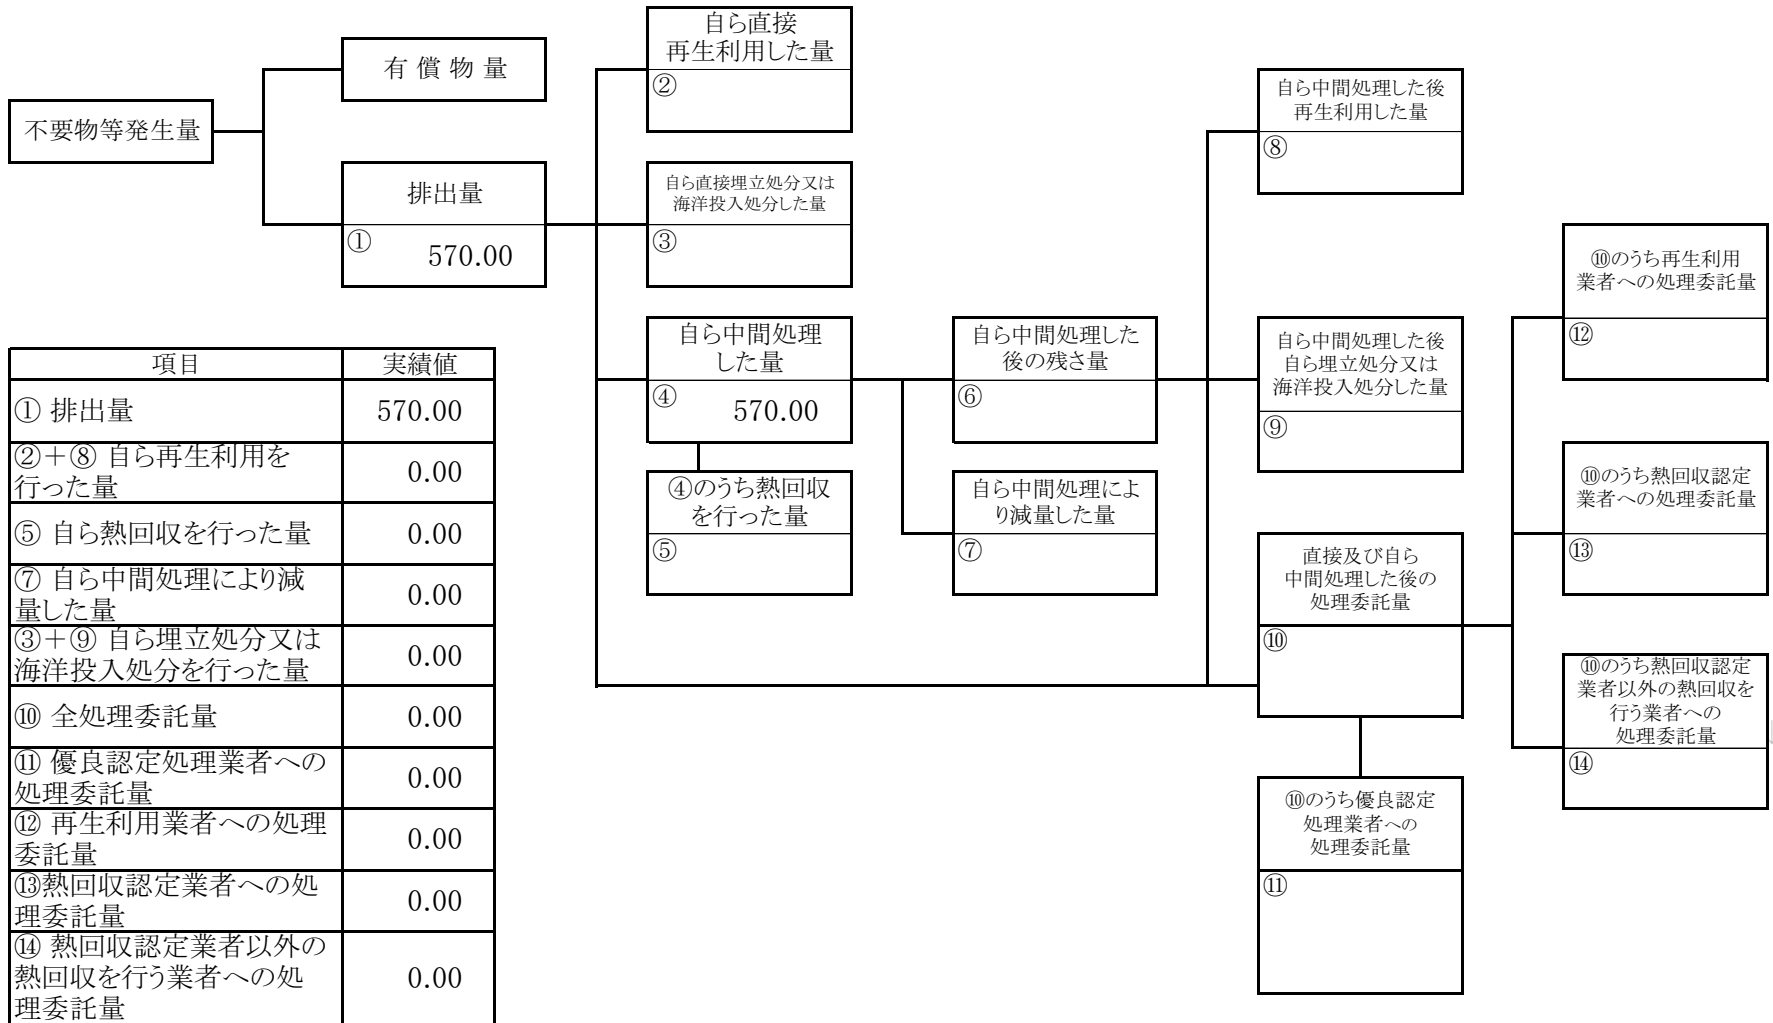 不要物等発生量
有 償 物 量
排出量
①
570.00
自ら直接
再生利用した量
②
自ら直接埋立処分又は
海洋投入処分した量
③
自ら中間処理
した量
④
570.00
④のうち熱回収
を行った量
⑤
自ら中間処理した
後の残さ量
⑥
自ら中間処理によ
り減量した量
⑦
自ら中間処理した後
再生利用した量
⑧
自ら中間処理した後
自ら埋立処分又は
海洋投入処分した量
⑨
直接及び自ら
中間処理した後の
処理委託量
⑩
⑩のうち優良認定
処理業者への
処理委託量
⑪
⑩のうち再生利用
業者への処理委託量
⑫
⑩のうち熱回収認定
業者への処理委託量
⑬
⑩のうち熱回収認定
業者以外の熱回収を
行う業者への
処理委託量
⑭
項目 実績値
① 排出量 570.00
②+⑧ 自ら再生利用を
行った量 0.00
⑤ 自ら熱回収を行った量 0.00
⑦ 自ら中間処理により減
量した量 0.00
③+⑨ 自ら埋立処分又は
海洋投入処分を行った量 0.00
⑩ 全処理委託量 0.00
⑪ 優良認定処理業者への
処理委託量 0.00
⑫ 再生利用業者への処理
委託量 0.00
⑬熱回収認定業者への処
理委託量 0.00
⑭ 熱回収認定業者以外の
熱回収を行う業者への処
理委託量 0.00